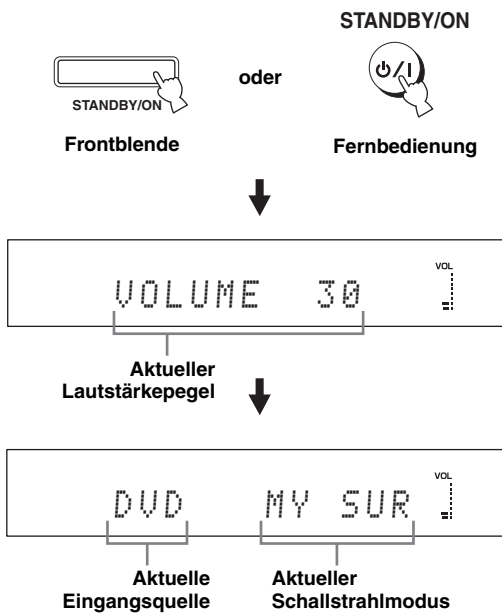 STANDBY/ON
oder
STANDBY/ON
Frontblende
Fernbedienung
VOL
VOLUME 30
Aktueller
Lautstärkepegel
VOL
DVD MY SUR
Aktuelle
Eingangsquelle
Aktueller
Schallstrahlmodus